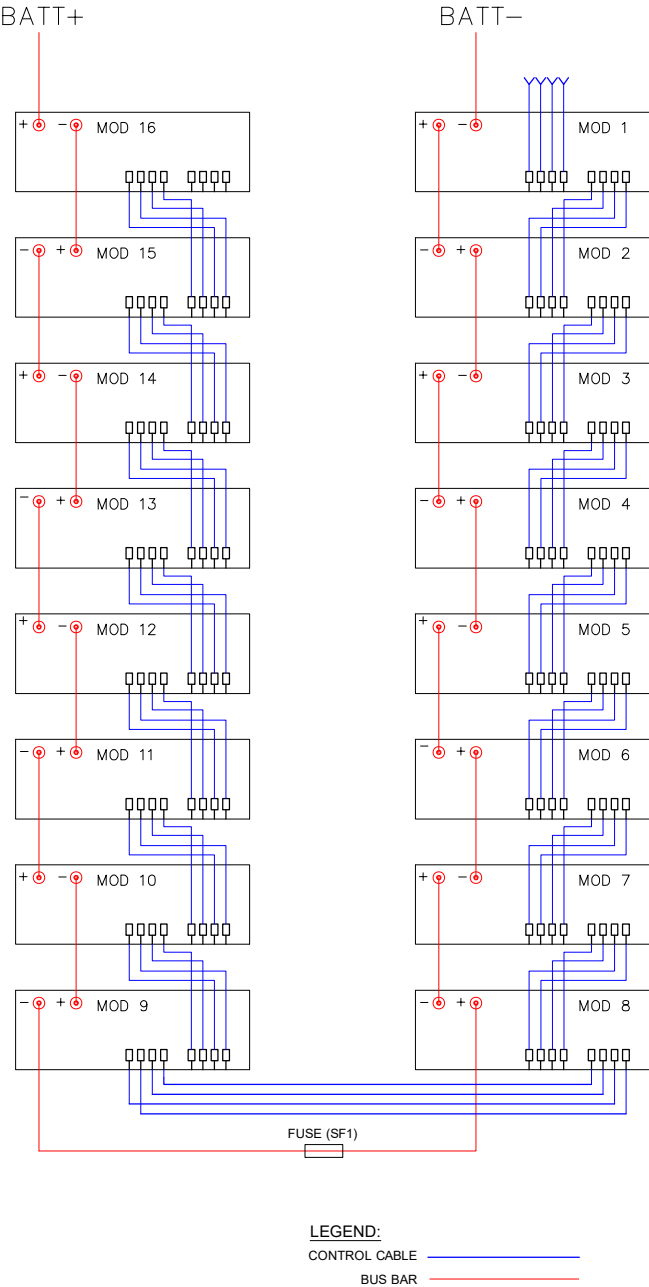 BATT+ BATT−
+ − MOD 16 + − MOD 1
− + MOD 15 − + MOD 2
+ − MOD 14 + − MOD 3
− + MOD 13 − + MOD 4
+ − MOD 12 + − MOD 5
− + MOD 11 − + MOD 6
+ − MOD 10 + − MOD 7
− + MOD 9 − + MOD 8
FUSE (SF1)
LEGEND:
CONTROL CABLE
BUS BAR